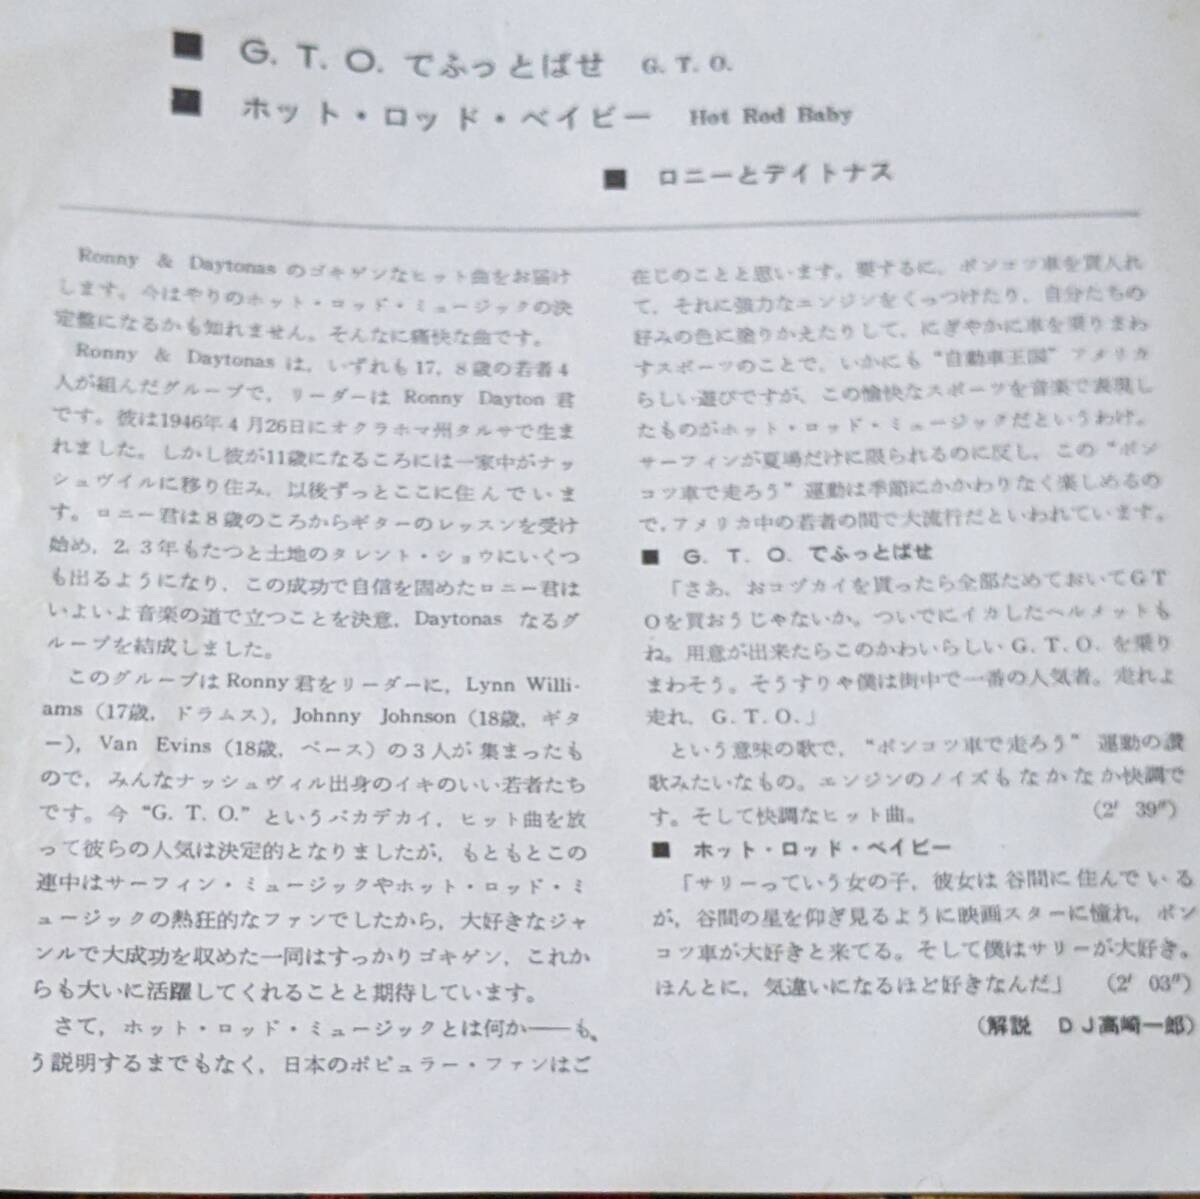 ■ G. T. O. でふっとばせ G. T. O.
■ ホット・ロッド・ベイビー Hot Rod Baby
■ ロニーとデイトナス
Ronny & Daytonas のゴキゲンなヒット曲をお届け
します。今はやりのホット・ロッド・ミュージックの決
定盤になるかも知れません。そんなに痛快な曲です。
Ronny & Daytonas は，いずれも17，8歳の若者4
人が組んだグループで，リーダーは Ronny Dayton 君
です。彼は1946年4月26日にオクラホマ州タルサで生ま
れました。しかし彼が11歳になるころには一家中がナッ
シュヴイルに移り住み，以後ずっとここに住んでいま
す。ロニー君は8歳のころからギターのレッスンを受け
始め，2，3年もたつと土地のタレント・ショウにいくつ
も出るようになり，この成功で自信を固めたロニー君は
いよいよ音楽の道で立つことを決意，Daytonas なるグ
ループを結成しました。
このグループは Ronny 君をリーダーに，Lynn Willi-
ams（17歳，ドラムス），Johnny Johnson（18歳，ギタ
ー），Van Evins（18歳，ベース）の3人が集まったも
ので，みんなナッシュヴィル出身のイキのいい若者たち
です。今“G. T. O.”というバカデカイ，ヒット曲を放
って彼らの人気は決定的となりましたが，もともとこの
連中はサーフィン・ミュージックやホット・ロッド・ミ
ュージックの熱狂的なファンでしたから，大好きなジャ
ンルで大成功を収めた一同はすっかりゴキゲン，これか
らも大いに活躍してくれることと期待しています。
さて，ホット・ロッド・ミュージックとは何か——も
う説明するまでもなく，日本のポピュラー・ファンはご
在じのことと思います。要するに，ポンコツ車を買入れ
て，それに強力なエンジンをくっつけたり，自分たちの
好みの色に塗りかえたりして，にぎやかに車を乗りまわ
すスポーツのことで，いかにも“自動車王国”アメリカ
らしい遊びですが，この愉快なスポーツを音楽で表現し
たものがホット・ロッド・ミュージックだというわけ。
サーフィンが夏場だけに限られるのに反し，この“ポン
コツ車で走ろう”運動は季節にかかわりなく楽しめるの
で，アメリカ中の若者の間で大流行だといわれています。
■ G. T. O. でふっとばせ
「さあ，おコヅカイを貰ったら全部ためておいてGT
Oを買おうじゃないか。ついでにイカしたヘルメットも
ね。用意が出来たらこのかわいらしいG. T. O. を乗り
まわそう。そうすりゃ僕は街中で一番の人気者。走れよ
走れ，G. T. O.」
という意味の歌で，“ポンコツ車で走ろう”運動の讃
歌みたいなもの。エンジンのノイズもなかなか快調で
す。そして快調なヒット曲。（2′ 39″）
■ ホット・ロッド・ベイビー
「サリーっていう女の子，彼女は谷間に住んでいる
が，谷間の星を仰ぎ見るように映画スターに憧れ，ポン
コツ車が大好きと来てる。そして僕はサリーが大好き。
ほんとに，気違いになるほど好きなんだ」（2′ 03″）
（解説 DJ高崎一郎）